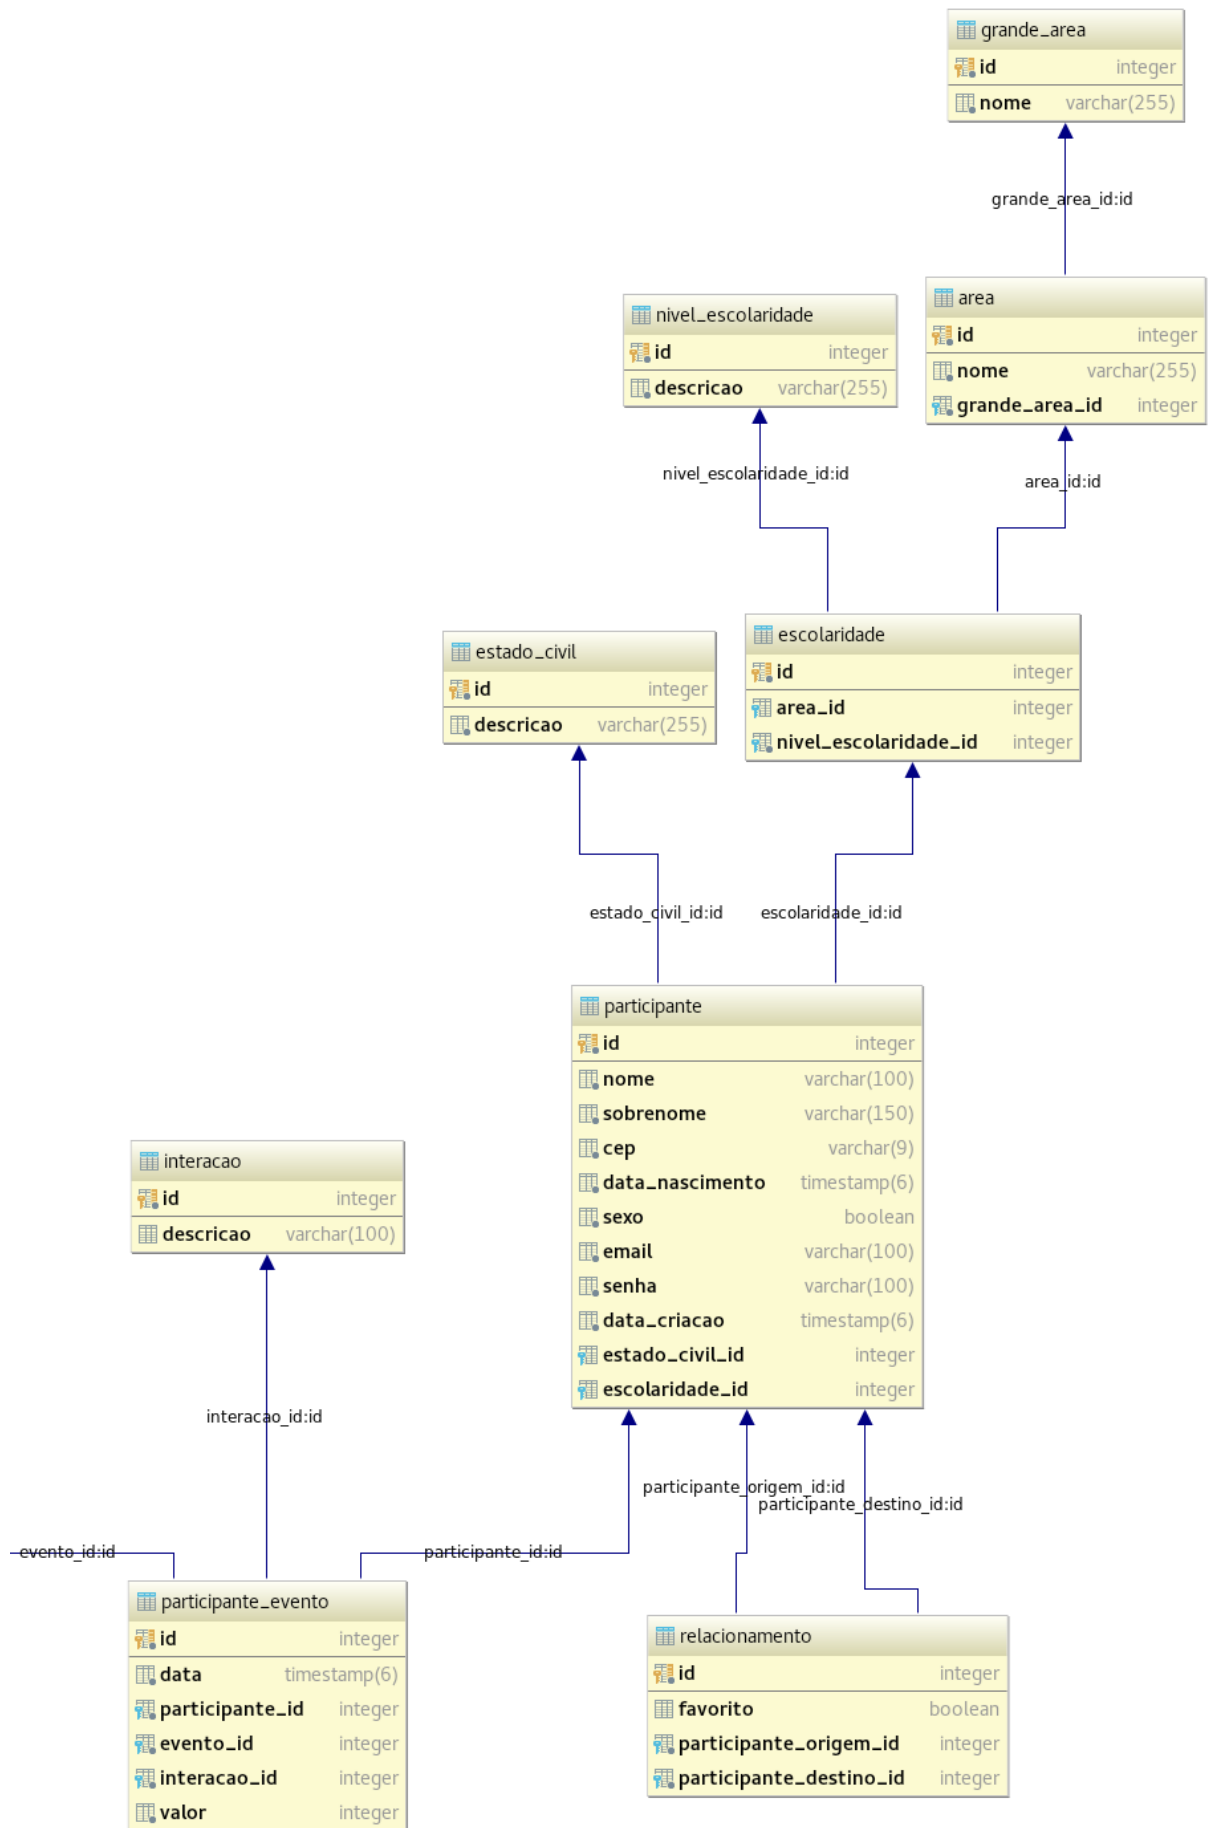 grande_area
id integer
nome varchar(255)
grande_area_id:id
area
id integer
nome varchar(255)
grande_area_id integer
nivel_escolaridade
id integer
descricao varchar(255)
nivel_escolaridade_id:id
area_id:id
escolaridade
id integer
area_id integer
nivel_escolaridade_id integer
estado_civil
id integer
descricao varchar(255)
estado_civil_id:id
escolaridade_id:id
participante
id integer
nome varchar(100)
sobrenome varchar(150)
cep varchar(9)
data_nascimento timestamp(6)
sexo boolean
email varchar(100)
senha varchar(100)
data_criacao timestamp(6)
estado_civil_id integer
escolaridade_id integer
interacao
id integer
descricao varchar(100)
interacao_id:id
participante_origem_id:id
participante_destino_id:id
evento_id:id
participante_id:id
participante_evento
id integer
data timestamp(6)
participante_id integer
evento_id integer
interacao_id integer
valor integer
relacionamento
id integer
favorito boolean
participante_origem_id integer
participante_destino_id integer